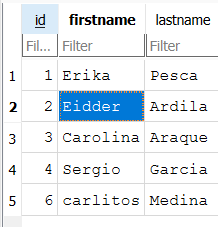 id firstname lastname
Fil... Filter Filter
1 1 Erika Pesca
2 2 Eidder Ardila
3 3 Carolina Araque
4 4 Sergio Garcia
5 6 carlitos Medina